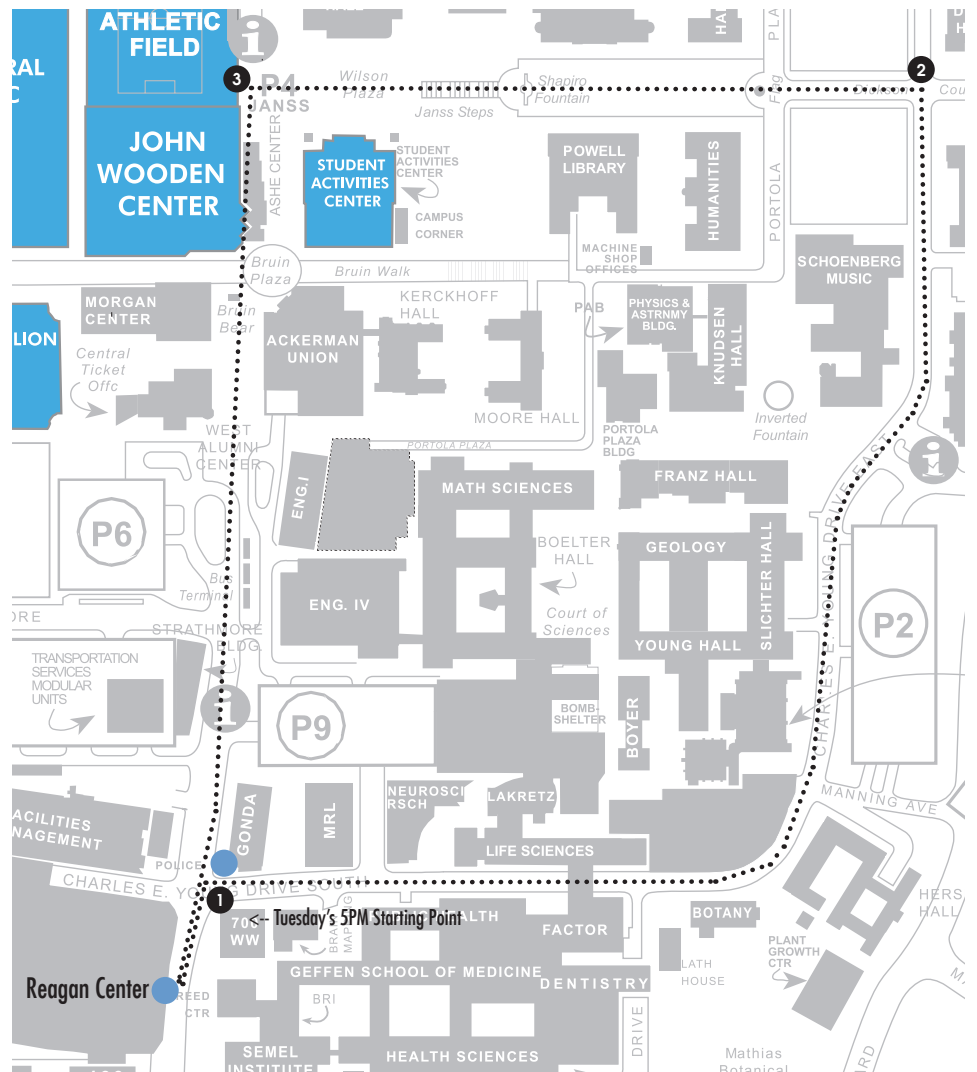 ATHLETIC
FIELD
RAL
C
HALL
HA
PLA
3
P4
JANSS
Wilson
Plaza
Janss Steps
Shapiro
Fountain
Flag
2
Dickson
Cou
JOHN
WOODEN
CENTER
ASHE CENTER
STUDENT
ACTIVITIES
CENTER
STUDENT
ACTIVITIES
CENTER
CAMPUS
CORNER
POWELL
LIBRARY
HUMANITIES
PORTOLA
MACHINE
SHOP
OFFICES
SCHOENBERG
MUSIC
Bruin
Plaza
Bruin Walk
MORGAN
CENTER
Bruin
Bear
KERCKHOFF
HALL
PAB
PHYSICS &
ASTRNMY
BLDG.
KNUDSEN
HALL
LION
Central
Ticket
Offc
ACKERMAN
UNION
MOORE HALL
PORTOLA
PLAZA
BLDG
Inverted
Fountain
WEST
ALUMNI
CENTER
PORTOLA PLAZA
ENG.I
MATH SCIENCES
FRANZ HALL
P6
BOELTER
HALL
GEOLOGY
SLICHTER HALL
CHARLES E. YOUNG DRIVE EAST
Bus
Terminal
ENG. IV
Court of
Sciences
YOUNG HALL
P2
ORE
STRATHMORE
BLDG.
TRANSPORTATION
SERVICES
MODULAR
UNITS
P9
BOMB-
SHELTER
BOYER
MANNING AVE
ACILITIES
NAGEMENT
GONDA
MRL
NEUROSCI
RSCH
LAKRETZ
LIFE SCIENCES
POLICE
CHARLES E. YOUNG DRIVE SOUTH
HERS
HALL
1
<-- Tuesday's 5PM Starting Point
700
WW
HEALTH
FACTOR
BOTANY
PLANT
GROWTH
CTR
GEFFEN SCHOOL OF MEDICINE
DENTISTRY
LATH
HOUSE
Reagan Center
REED
CTR
BRI
DRIVE
SEMEL
INSTITUTE
HEALTH SCIENCES
Mathias
Botanical
ARD